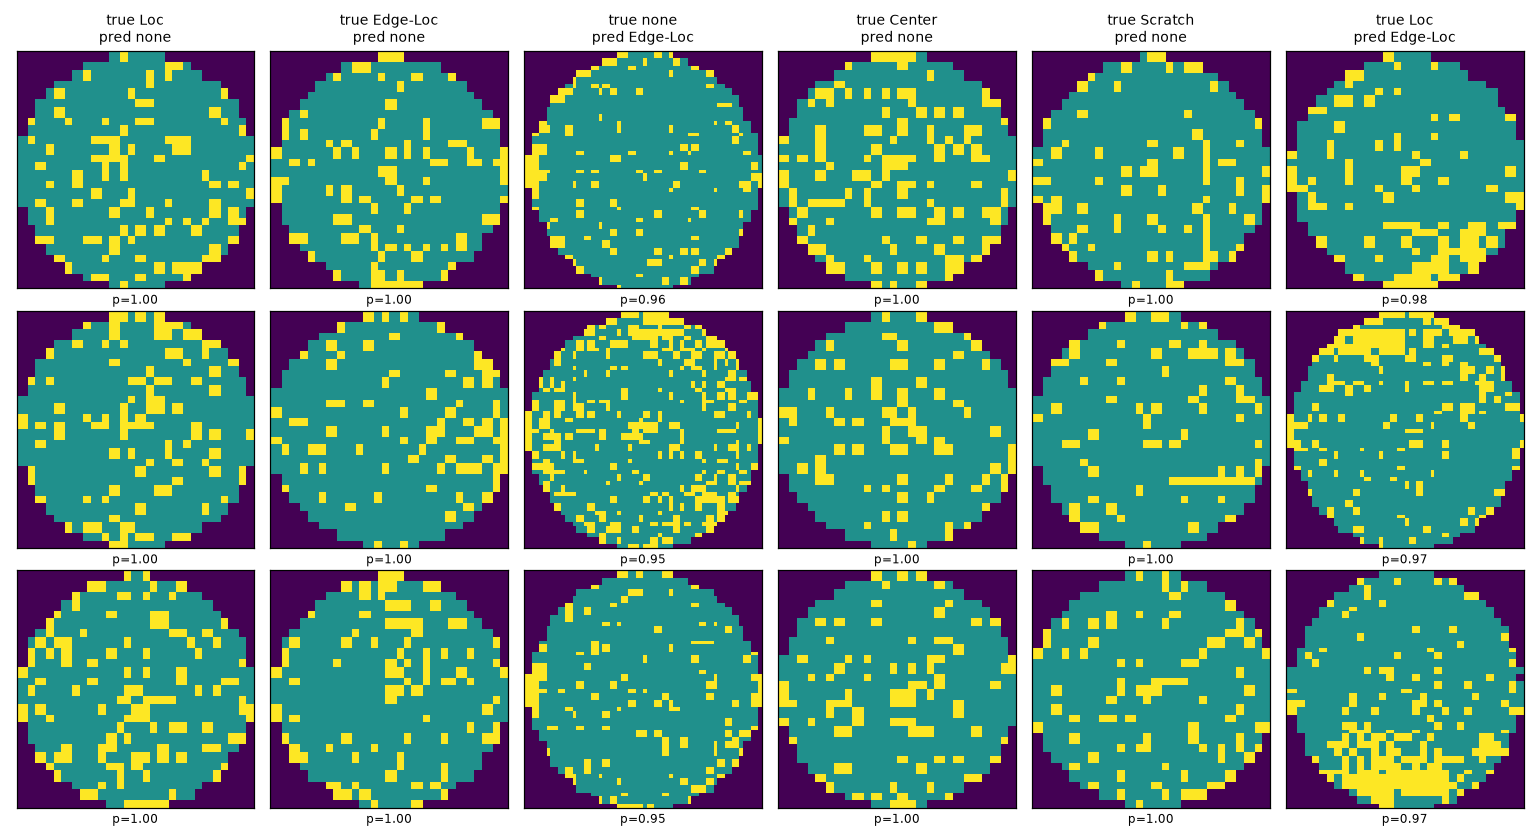 true Loc
pred none
true Edge-Loc
pred none
true none
pred Edge-Loc
true Center
pred none
true Scratch
pred none
true Loc
pred Edge-Loc
p=1.00
p=1.00
p=0.96
p=1.00
p=1.00
p=0.98
p=1.00
p=1.00
p=0.95
p=1.00
p=1.00
p=0.97
p=1.00
p=1.00
p=0.95
p=1.00
p=1.00
p=0.97